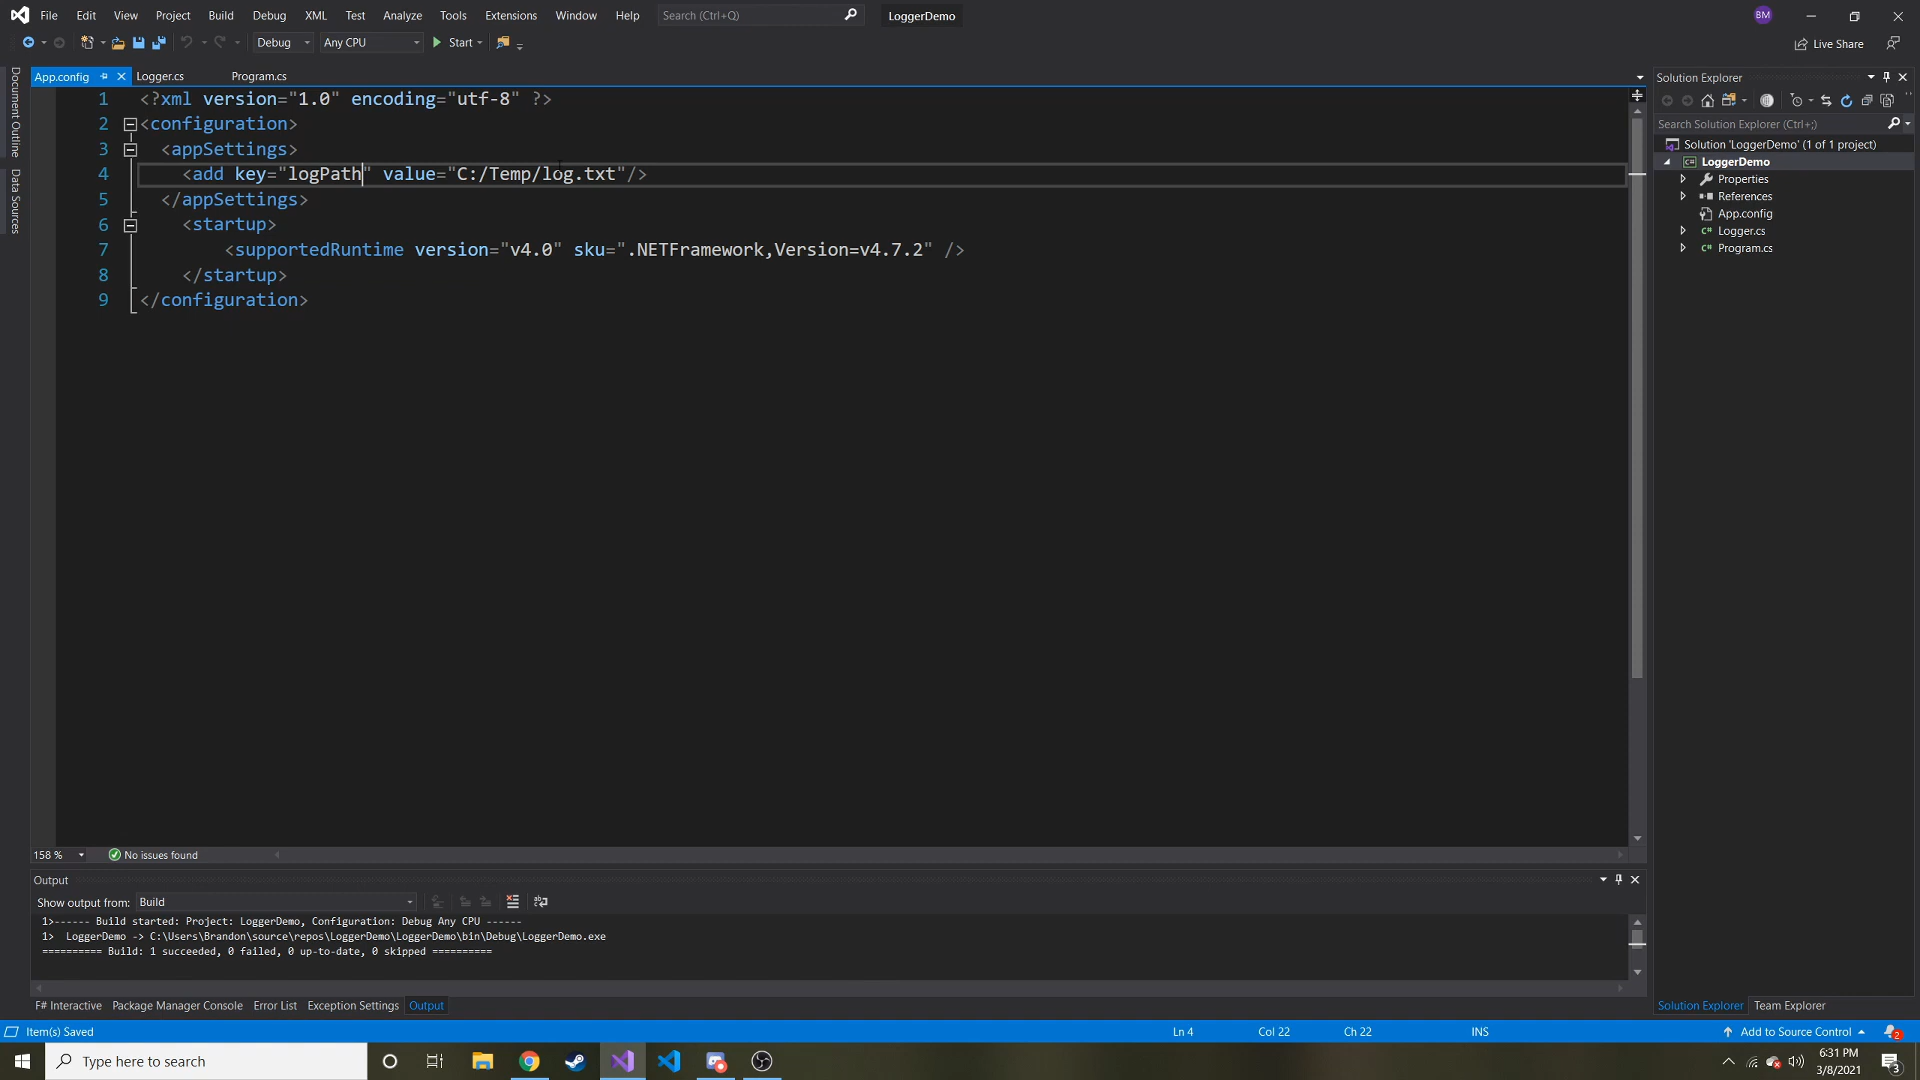 File Edit View Git Project Build Debug XML Test Analyze Tools Extensions Window Help Search (Ctrl+Q) LoggerDemo BM
Debug Any CPU Start Live Share
App.config Logger.cs Program.cs
Document Outline
Data Sources
1 <?xml version="1.0" encoding="utf-8" ?>
2 <configuration>
3 <appSettings>
4 <add key="logPath" value="C:/Temp/log.txt"/>
5 </appSettings>
6 <startup>
7 <supportedRuntime version="v4.0" sku=".NETFramework,Version=v4.7.2" />
8 </startup>
9 </configuration>
Solution Explorer
Search Solution Explorer (Ctrl+;)
Solution 'LoggerDemo' (1 of 1 project)
LoggerDemo
Properties
References
App.config
C# Logger.cs
C# Program.cs
158 % No issues found
Output
Show output from: Build
1>------ Build started: Project: LoggerDemo, Configuration: Debug Any CPU ------
1> LoggerDemo -> C:\Users\Brandon\source\repos\LoggerDemo\LoggerDemo\bin\Debug\LoggerDemo.exe
========== Build: 1 succeeded, 0 failed, 0 up-to-date, 0 skipped ==========
F# Interactive Package Manager Console Error List Exception Settings Output
Solution Explorer Team Explorer
Item(s) Saved Ln 4 Col 22 Ch 22 INS Add to Source Control 2
Type here to search
6:31 PM
3/8/2021
3